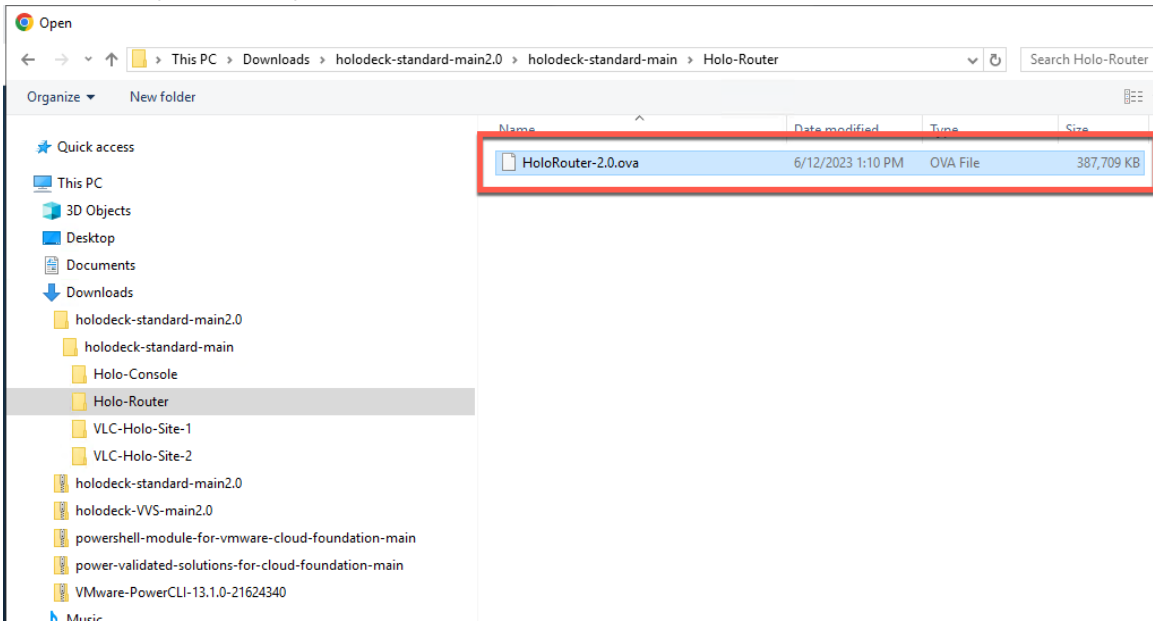 Open
This PC > Downloads > holodeck-standard-main2.0 > holodeck-standard-main > Holo-Router
Search Holo-Router
Organize
New folder
Name
Date modified
Type
Size
HoloRouter-2.0.ova
6/12/2023 1:10 PM
OVA File
387,709 KB
Quick access
This PC
3D Objects
Desktop
Documents
Downloads
holodeck-standard-main2.0
holodeck-standard-main
Holo-Console
Holo-Router
VLC-Holo-Site-1
VLC-Holo-Site-2
holodeck-standard-main2.0
holodeck-VVS-main2.0
powershell-module-for-vmware-cloud-foundation-main
power-validated-solutions-for-cloud-foundation-main
VMware-PowerCLI-13.1.0-21624340
Music